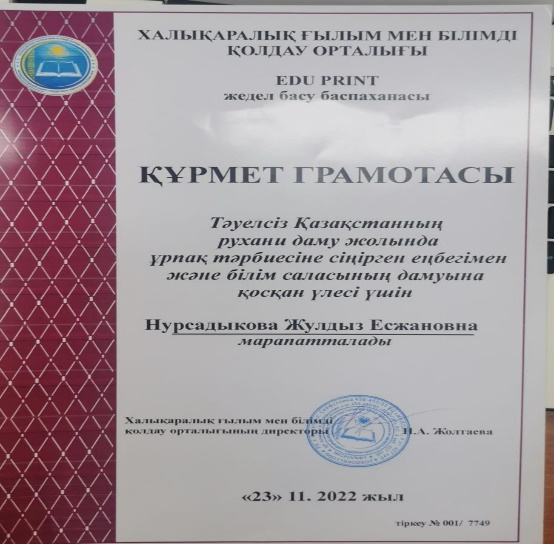 ХАЛЫҚАРАЛЫҚ ҒЫЛЫМ МЕН БІЛІМДІ
ҚОЛДАУ ОРТАЛЫҒЫ
EDU PRINT
жедел басу баспаханасы
ҚҰРМЕТ ГРАМОТАСЫ
Тәуелсіз Қазақстанның
рухани даму жолында
ұрпақ тәрбиесіне сіңірген еңбегімен
және білім саласының дамуына
қосқан үлесі үшін
Нурсадыкова Жулдыз Есжановна
марапатталады
Халықаралық ғылым мен білімді
қолдау орталығының директоры Н.А. Жолтаева
«23» 11. 2022 жыл
тіркеу № 001/ 7749